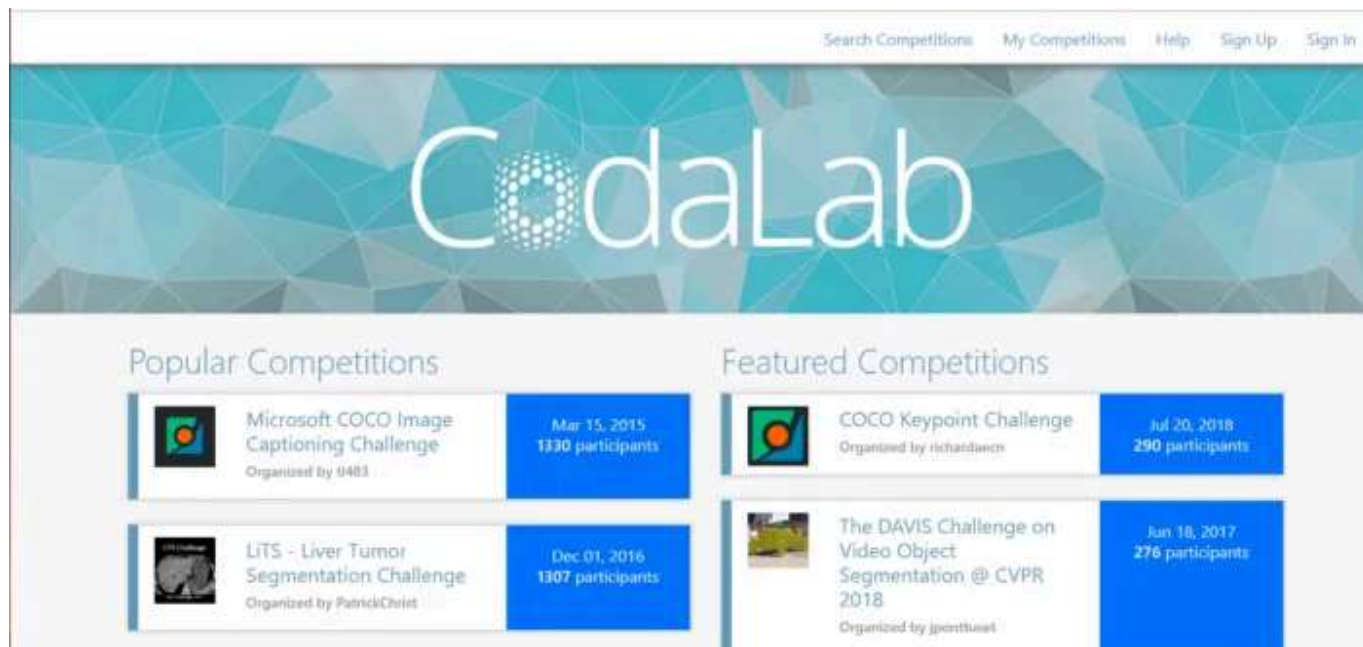 Search Competitions My Competitions Help Sign Up Sign In
CodaLab
Popular Competitions
Microsoft COCO Image
Captioning Challenge
Organized by
Mar 15, 2015
1330 participants
LiTS - Liver Tumor
Segmentation Challenge
Organized by PatrickChrist
Dec 01, 2016
1307 participants
Featured Competitions
COCO Keypoint Challenge
Organized by richardaecn
Jul 20, 2018
290 participants
The DAVIS Challenge on
Video Object
Segmentation @ CVPR
2018
Organized by jponttuset
Jun 18, 2017
276 participants